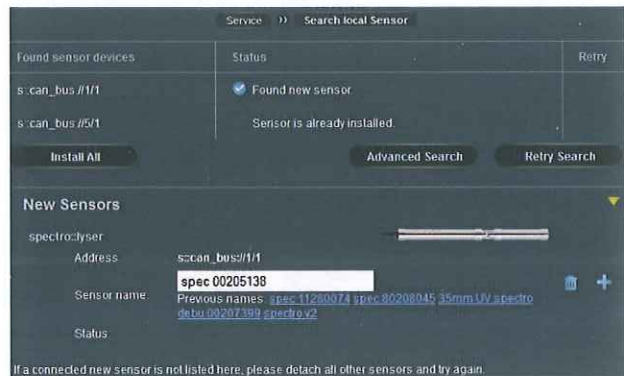 Service » Search local Sensor
Found sensor devices Status Retry
s::can_bus://1/1 Found new sensor
s::can_bus://5/1 Sensor is already installed.
Install All Advanced Search Retry Search
New Sensors
spectro::lyser
Address s::can_bus://1/1
spec 00205138
Sensor name Previous names: spec 11280074 spec 80208045 35mm UV spectro
debu 00207399 spectro v2
Status
If a connected new sensor is not listed here, please detach all other sensors and try again.